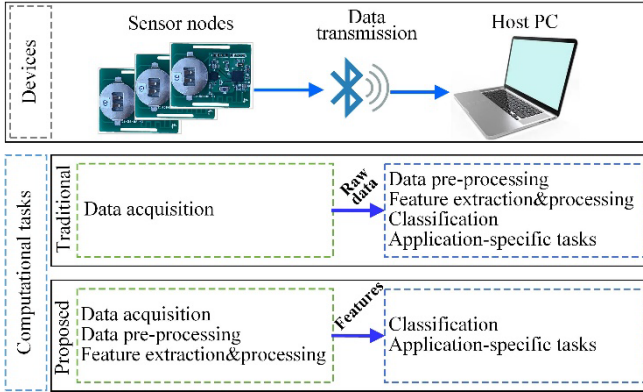 Devices
Sensor nodes
Data
transmission
Host PC
Computational tasks
Traditional
Data acquisition
Raw
data
Data pre-processing
Feature extraction&processing
Classification
Application-specific tasks
Proposed
Data acquisition
Data pre-processing
Feature extraction&processing
Features
Classification
Application-specific tasks